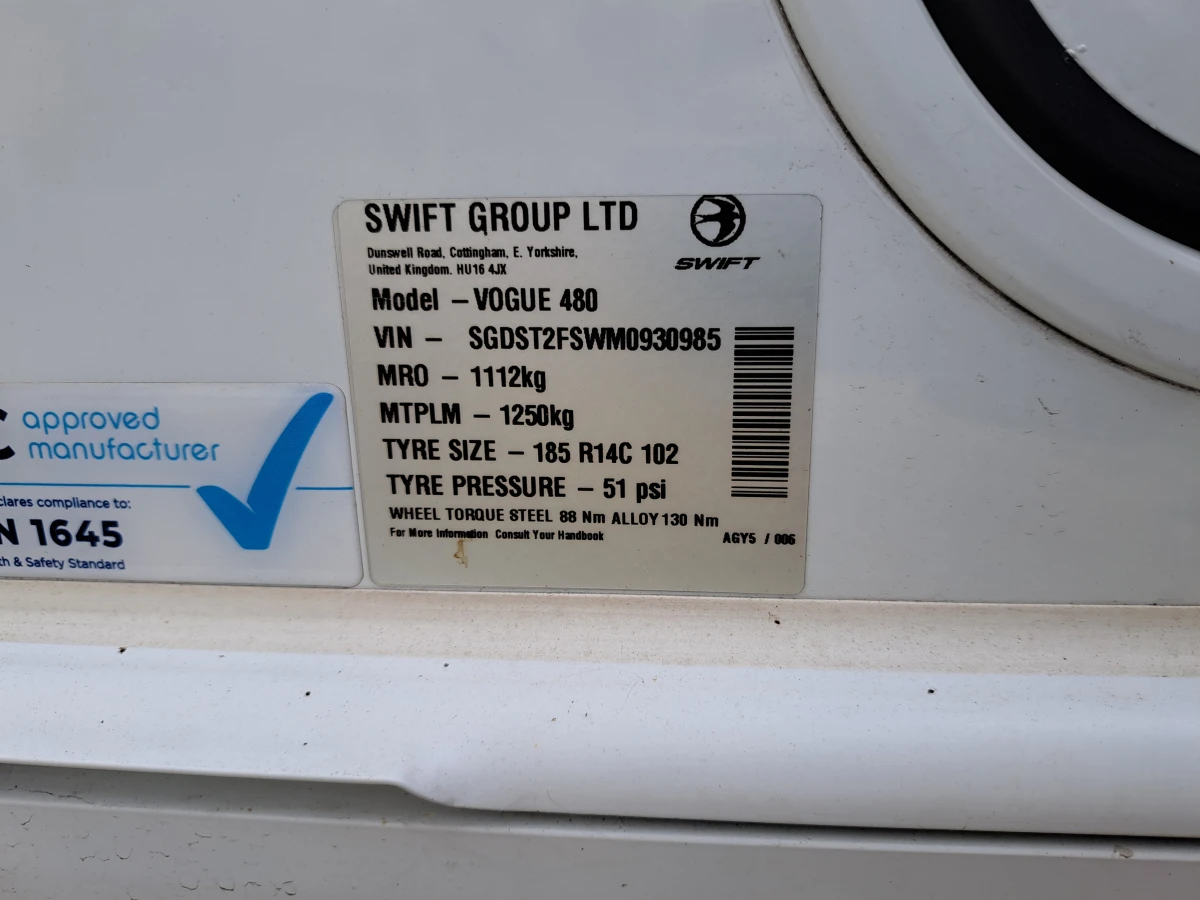 SWIFT GROUP LTD
SWIFT
Dunswell Road, Cottingham, E. Yorkshire,
United Kingdom. HU16 4JX
Model – VOGUE 480
VIN – SGDST2FSWM0930985
MRO – 1112kg
MTPLM – 1250kg
TYRE SIZE – 185 R14C 102
TYRE PRESSURE – 51 psi
WHEEL TORQUE STEEL 88 Nm ALLOY 130 Nm
For More Information Consult Your Handbook
AGY5 / 006
C approved
manufacturer
clares compliance to:
N 1645
th & Safety Standard